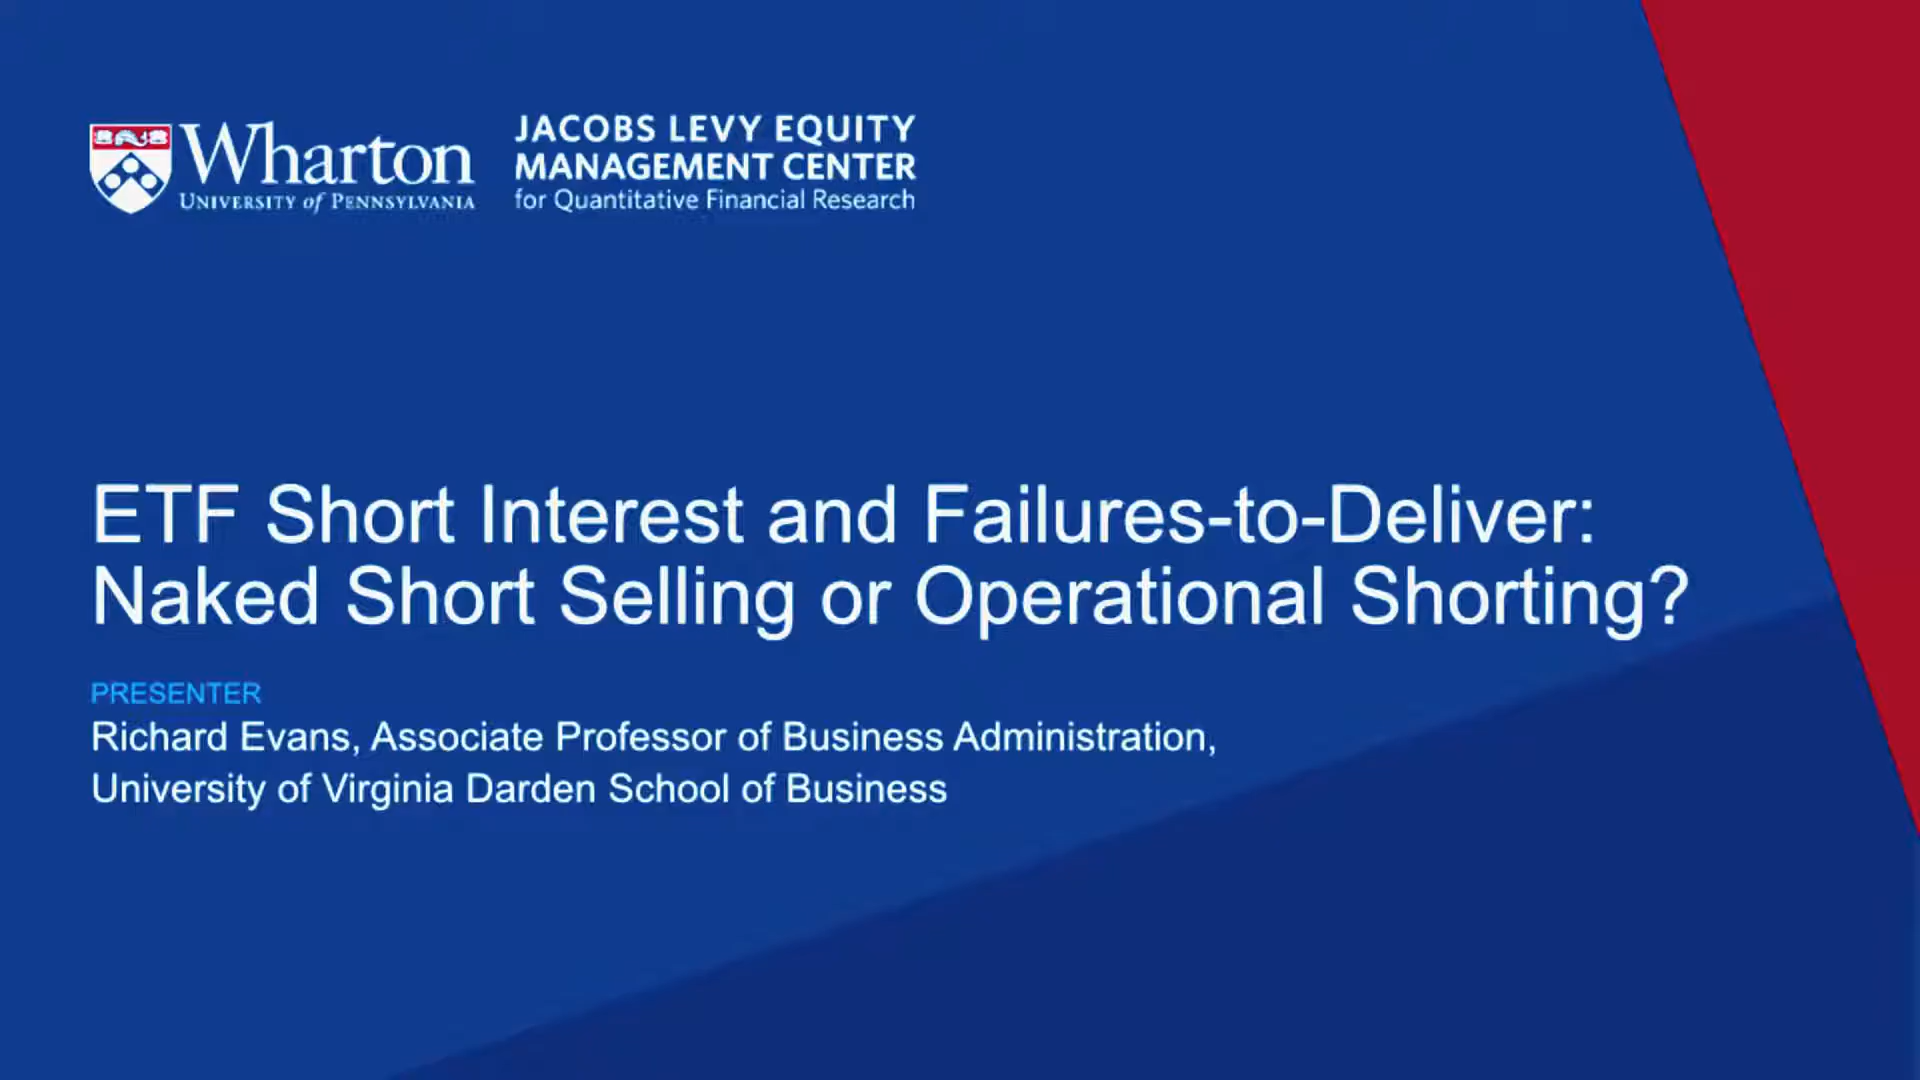 Wharton
UNIVERSITY of PENNSYLVANIA
JACOBS LEVY EQUITY
MANAGEMENT CENTER
for Quantitative Financial Research
ETF Short Interest and Failures-to-Deliver:
Naked Short Selling or Operational Shorting?
PRESENTER
Richard Evans, Associate Professor of Business Administration,
University of Virginia Darden School of Business